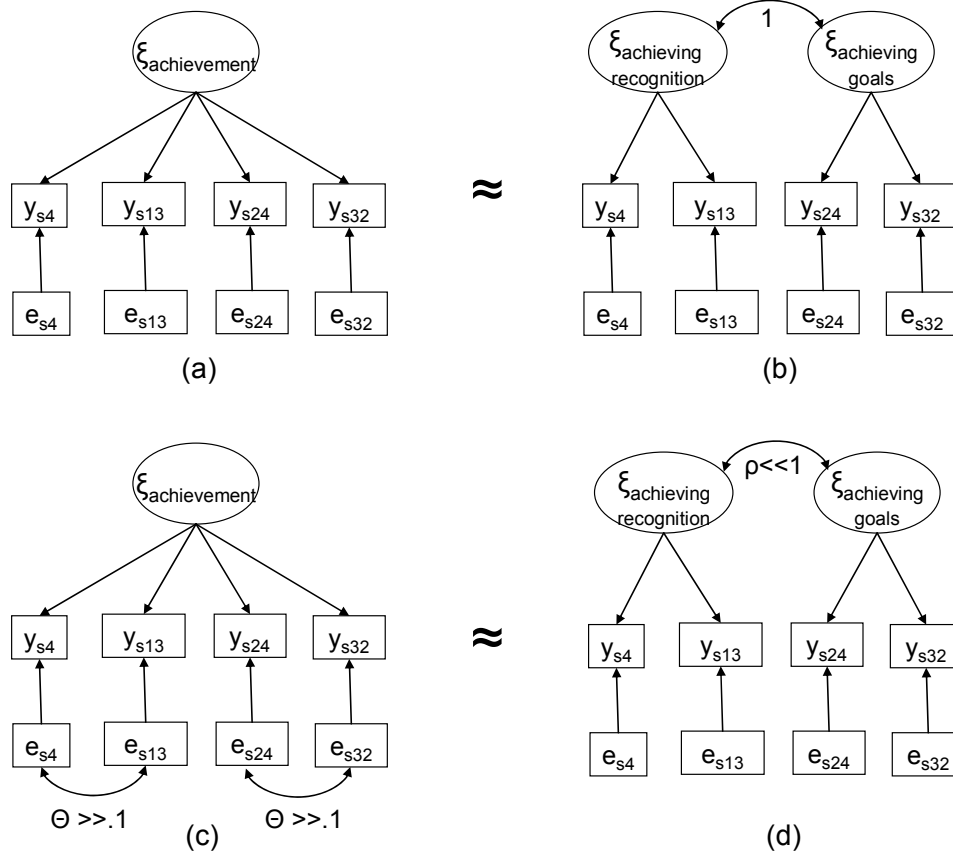 1
ξachievement
ξachieving recognition
ξachieving goals
≈
ys4 ys13 ys24 ys32
ys4 ys13 ys24 ys32
es4 es13 es24 es32
es4 es13 es24 es32
(a)
(b)
ξachievement
ρ<<1
ξachieving recognition
ξachieving goals
≈
ys4 ys13 ys24 ys32
ys4 ys13 ys24 ys32
es4 es13 es24 es32
es4 es13 es24 es32
Θ >>.1
Θ >>.1
(c)
(d)